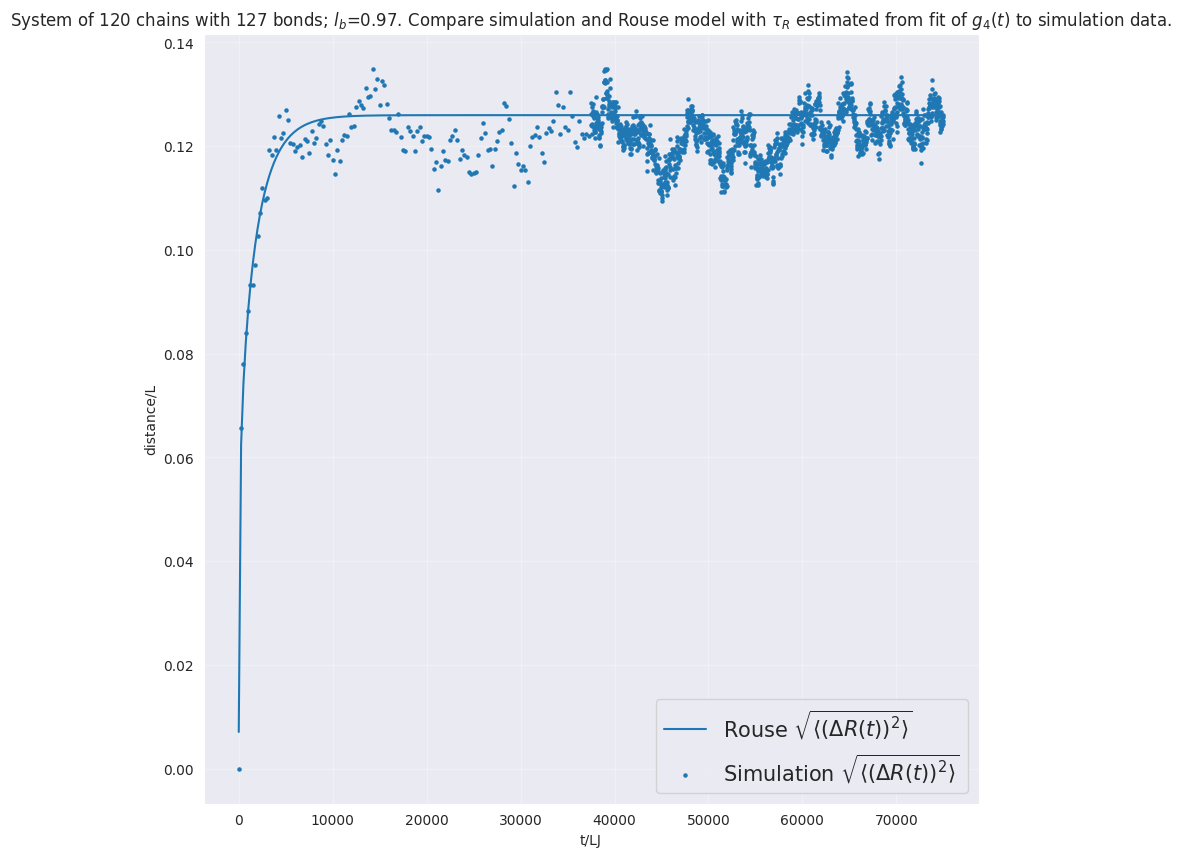 System of 120 chains with 127 bonds; $l_b$=0.97. Compare simulation and Rouse model with $\tau_R$ estimated from fit of $g_4(t)$ to simulation data.
0.14
0.12
0.10
0.08
0.06
0.04
0.02
0.00
distance/L
Rouse $\sqrt{\langle(\Delta R(t))^2\rangle}$
Simulation $\sqrt{\langle(\Delta R(t))^2\rangle}$
0 10000 20000 30000 40000 50000 60000 70000
t/LJ